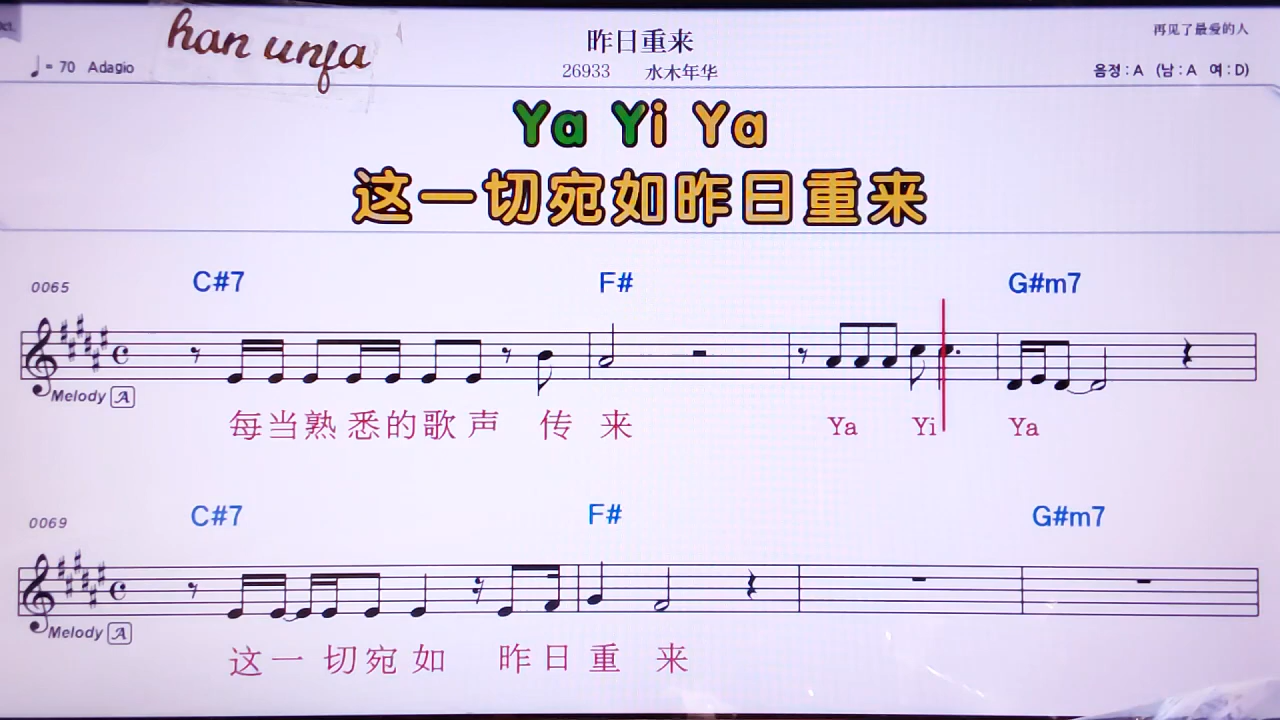 han unfa
昨日重来
再见了最爱的人
♩= 70 Adagio
26933 水木年华
음정 : A (남 : A 여 : D)
Ya Yi Ya
这一切宛如昨日重来
0065
C#7 F# G#m7
Melody A
每当熟悉的歌声 传 来 Ya Yi Ya
0069
C#7 F# G#m7
Melody A
这一 切宛如 昨日重 来